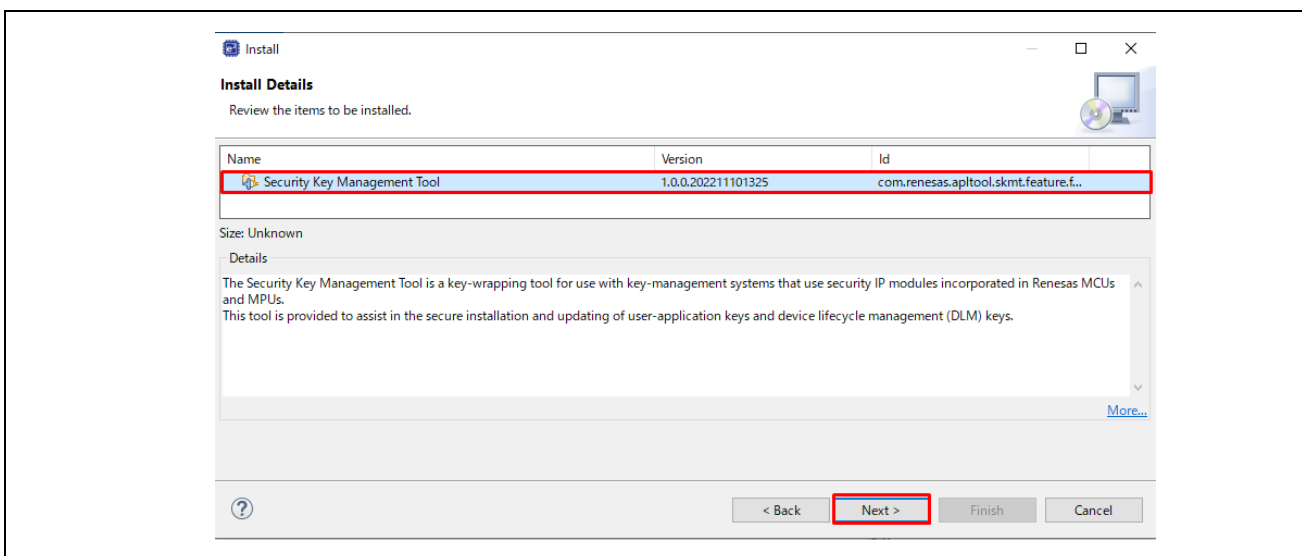 Install
Install Details
Review the items to be installed.
Name Version Id
Security Key Management Tool 1.0.0.202211101325 com.renesas.apltool.skmt.feature.f...
Size: Unknown
Details
The Security Key Management Tool is a key-wrapping tool for use with key-management systems that use security IP modules incorporated in Renesas MCUs
and MPUs.
This tool is provided to assist in the secure installation and updating of user-application keys and device lifecycle management (DLM) keys.
More...
? < Back Next > Finish Cancel